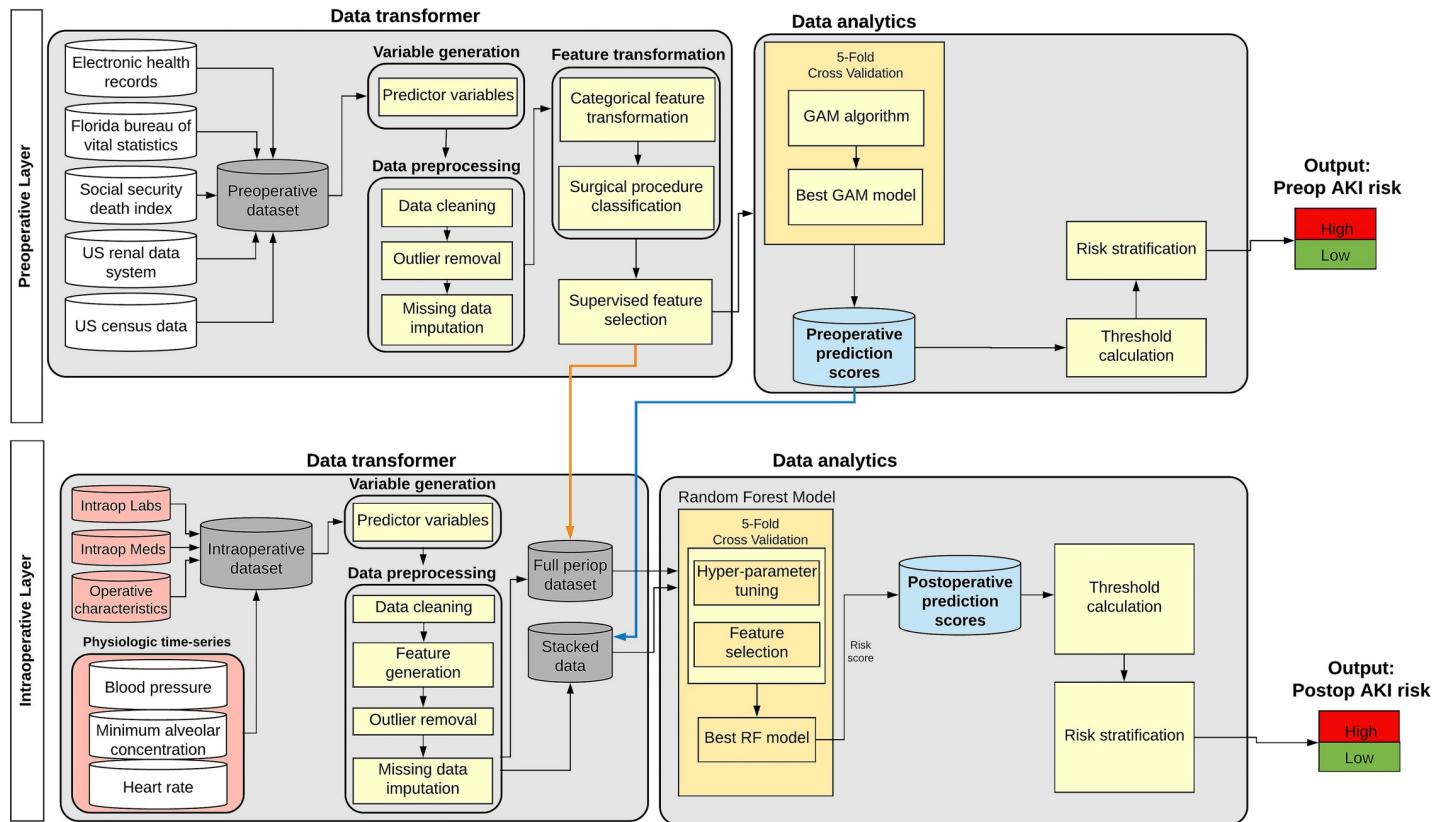 Preoperative Layer
Data transformer
Electronic health
records
Florida bureau of
vital statistics
Social security
death index
US renal data
system
US census data
Preoperative
dataset
Variable generation
Predictor variables
Data preprocessing
Data cleaning
Outlier removal
Missing data
imputation
Feature transformation
Categorical feature
transformation
Surgical procedure
classification
Supervised feature
selection
Data analytics
5-Fold
Cross Validation
GAM algorithm
Best GAM model
Preoperative
prediction
scores
Threshold
calculation
Risk stratification
Output:
Preop AKI risk
High
Low
Intraoperative Layer
Data transformer
Intraop Labs
Intraop Meds
Operative
characteristics
Physiologic time-series
Blood pressure
Minimum alveolar
concentration
Heart rate
Intraoperative
dataset
Variable generation
Predictor variables
Data preprocessing
Data cleaning
Feature
generation
Outlier removal
Missing data
imputation
Full periop
dataset
Stacked
data
Data analytics
Random Forest Model
5-Fold
Cross Validation
Hyper-parameter
tuning
Feature
selection
Best RF model
Risk
score
Postoperative
prediction
scores
Threshold
calculation
Risk stratification
Output:
Postop AKI risk
High
Low